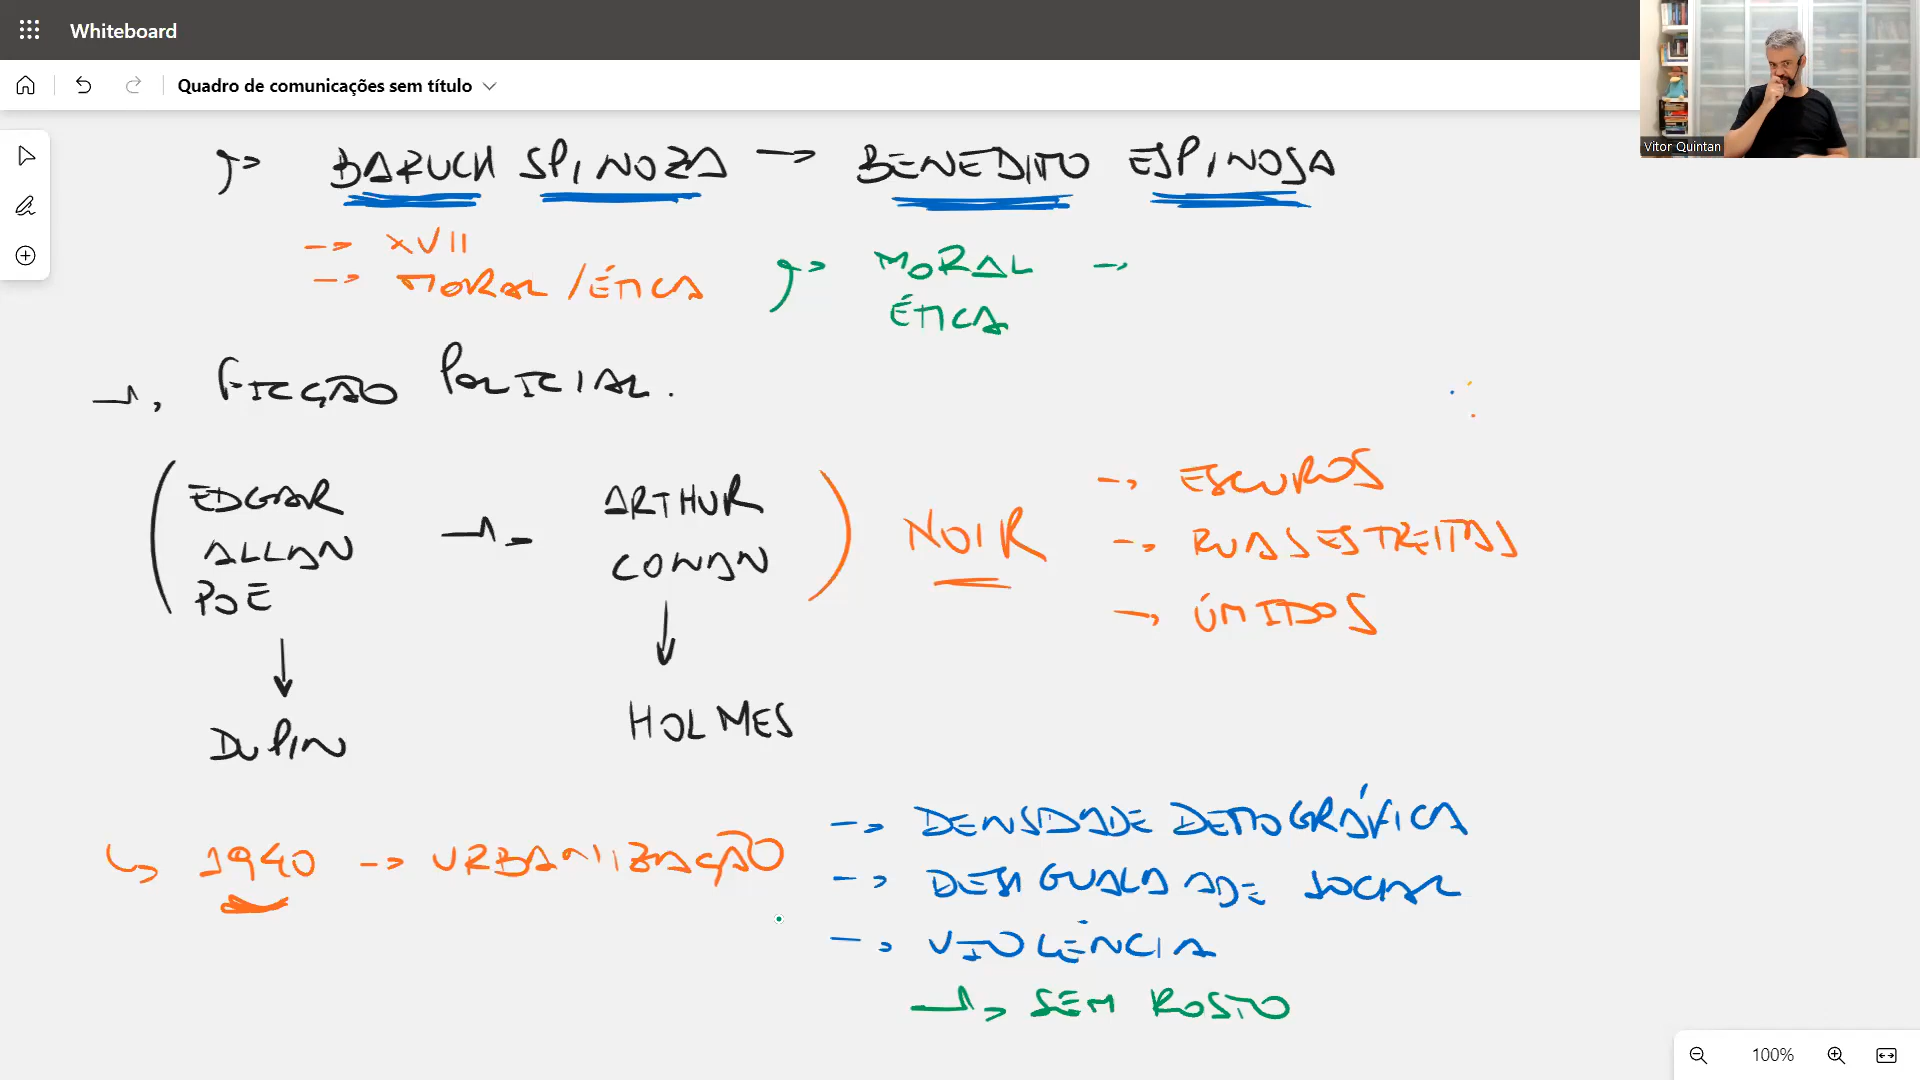 Whiteboard
Quadro de comunicações sem título
Vitor Quintan
BARUCH SPINOZA → BENEDITO ESPINOSA
→ XVII
→ MORAL / ÉTICA
→ MORAL →
ÉTICA
→ FICÇÃO POLICIAL.
(EDGAR ALLAN POE → ARTHUR CONAN)
↓ DUPIN
↓ HOLMES
NOIR
→ ESCUROS
→ RUAS ESTREITAS
→ ÚMIDOS
↳ 1940 → URBANIZAÇÃO
→ DENSIDADE DEMOGRÁFICA
→ DESIGUALDADE SOCIAL
→ VIOLÊNCIA
→ SEM ROSTO
100%